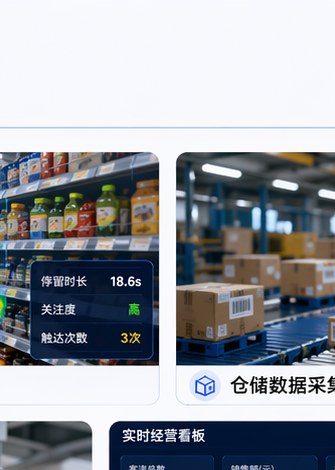 停留时长 18.6s
关注度 高
触达次数 3次
仓储数据采集
实时经营看板